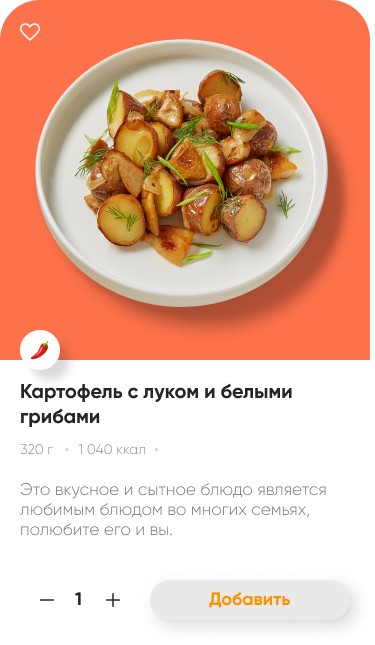 Картофель с луком и белыми
грибами
320 г • 1 040 ккал •
Это вкусное и сытное блюдо является
любимым блюдом во многих семьях,
полюбите его и вы.
— 1 + Добавить